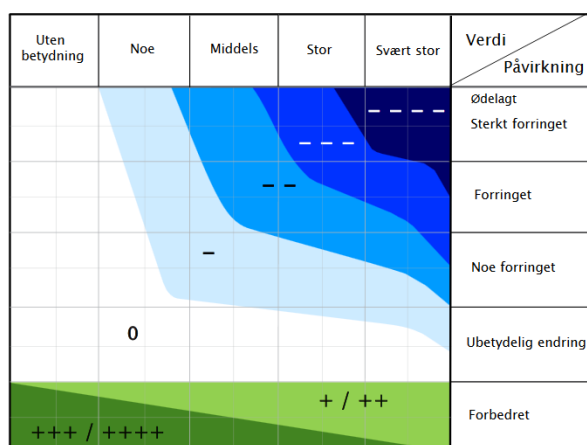 Uten
betydning
Noe
Middels
Stor
Svært stor
Verdi
Påvirkning
Ødelagt
Sterkt forringet
– – – –
– – –
Forringet
– –
Noe forringet
–
Ubetydelig endring
0
Forbedret
+ / ++
+++ / ++++